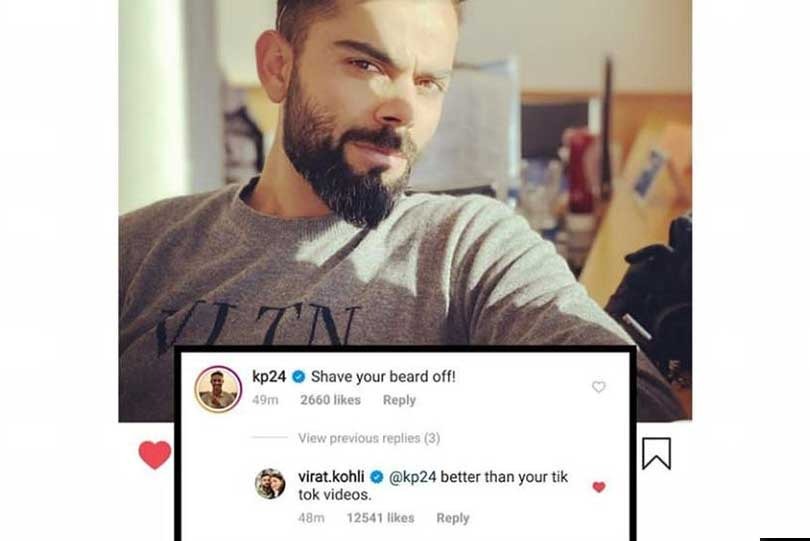 VLTN
kp24 Shave your beard off!
49m 2660 likes Reply
View previous replies (3)
virat.kohli @kp24 better than your tik
tok videos.
48m 12541 likes Reply